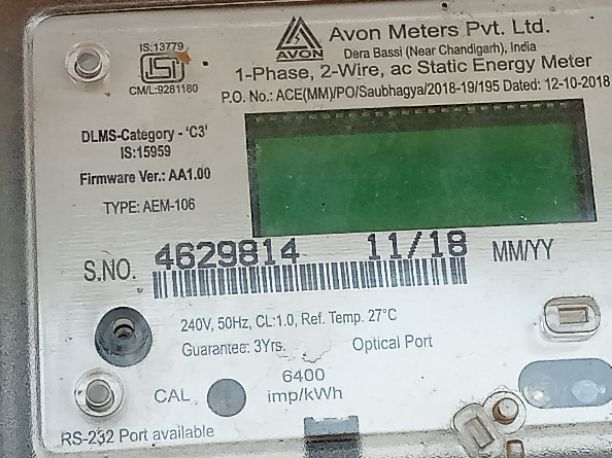 IS:13779
ISI
CM/L:9281180
AVON
Avon Meters Pvt. Ltd.
Dera Bassi (Near Chandigarh), India
1-Phase, 2-Wire, ac Static Energy Meter
P.O. No.: ACE(MM)/PO/Saubhagya/2018-19/195 Dated: 12-10-2018
DLMS-Category - 'C3'
IS:15959
Firmware Ver.: AA1.00
TYPE: AEM-106
S.NO. 4629814 11/18 MM/YY
240V, 50Hz, CL:1.0, Ref. Temp. 27°C
Guarantee: 3Yrs. Optical Port
CAL 6400
imp/kWh
RS-232 Port available